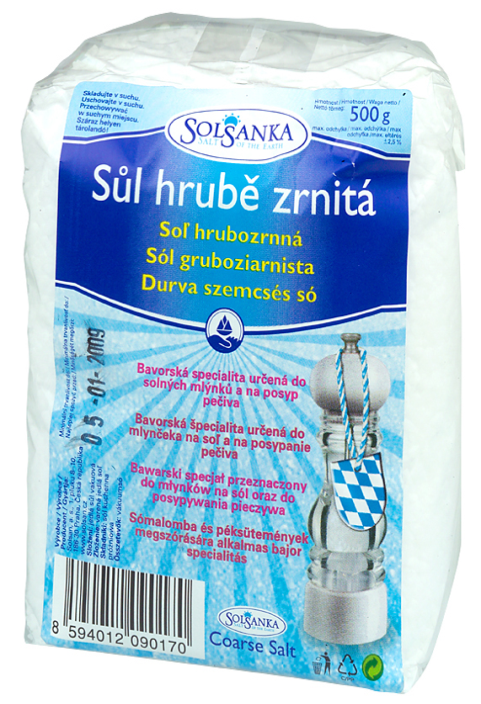 Skladujte v suchu.
Uschovajte v suchu.
Przechowywać
w suchym miejscu.
Száraz helyen
tárolandó!
500 g
SOLSANKA
SALT OF THE EARTH
Sůl hrubě zrnitá
Soľ hrubozrnná
Sól gruboziarnista
Durva szemcsés só
05-01-2009
Bavorská specialita určená do
solných mlýnků a na posyp
pečiva
Bavorská špecialita určená do
mlynčeka na soľ a na posypanie
pečiva
Bawarski specjał przeznaczony
do młynków na sól oraz do
posypywania pieczywa
Sómalomba és péksütemények
megszórására alkalmas bajor
specialitás
8 594012 090170
SOLSANKA
Coarse Salt